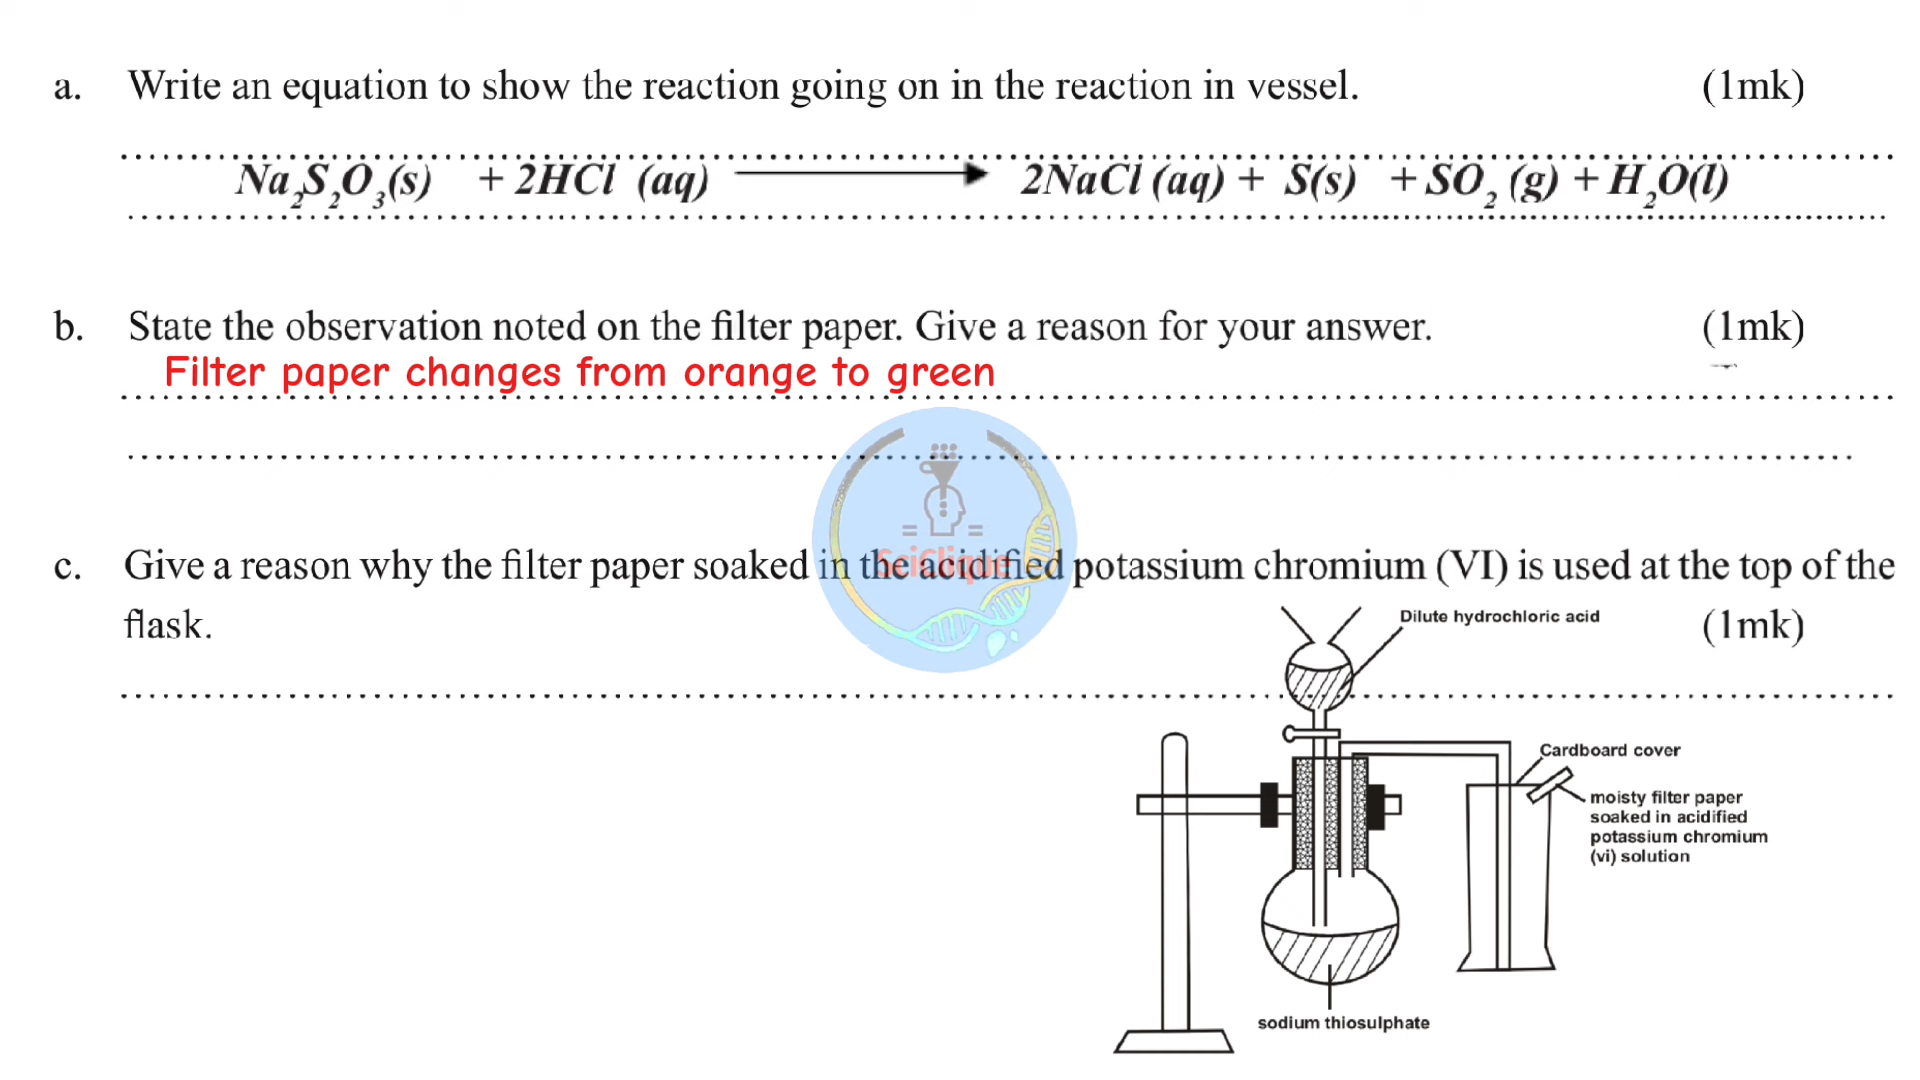 a. Write an equation to show the reaction going on in the reaction in vessel. (1mk)
Na₂S₂O₃(s) + 2HCl (aq) → 2NaCl (aq) + S(s) + SO₂ (g) + H₂O(l)
b. State the observation noted on the filter paper. Give a reason for your answer. (1mk)
Filter paper changes from orange to green
c. Give a reason why the filter paper soaked in the acidified potassium chromium (VI) is used at the top of the
flask. (1mk)
SciClique
Dilute hydrochloric acid
Cardboard cover
moisty filter paper
soaked in acidified
potassium chromium
(vi) solution
sodium thiosulphate